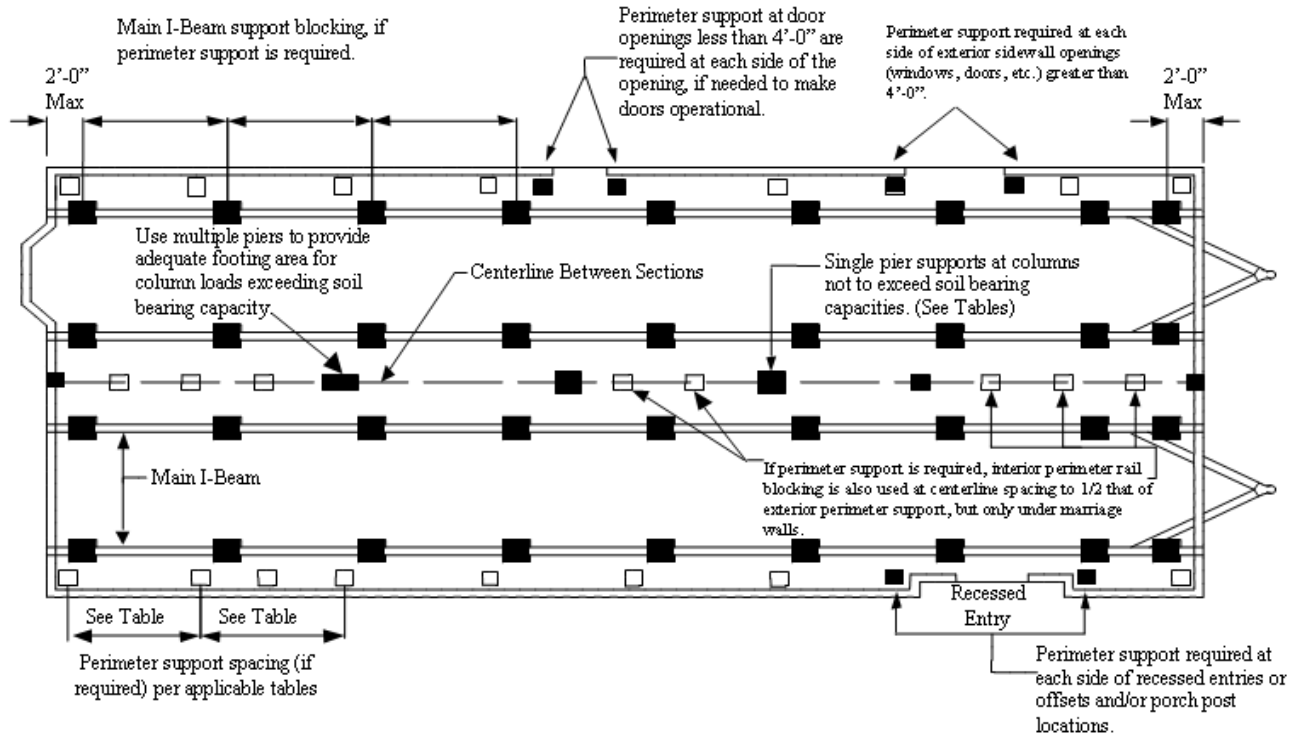 Main I-Beam support blocking, if
perimeter support is required.
Perimeter support at door
openings less than 4’-0” are
required at each side of the
opening, if needed to make
doors operational.
Perimeter support required at each
side of exterior sidewall openings
(windows, doors, etc.) greater than
4’-0”.
2’-0”
Max
2’-0”
Max
Use multiple piers to provide
adequate footing area for
column loads exceeding soil
bearing capacity
Centerline Between Sections
Single pier supports at columns
not to exceed soil bearing
capacities. (See Tables)
Main I-Beam
If perimeter support is required, interior perimeter rail
blocking is also used at centerline spacing to 1/2 that of
exterior perimeter support, but only under marriage
walls.
See Table
See Table
Perimeter support spacing (if
required) per applicable tables
Recessed
Entry
Perimeter support required at
each side of recessed entries or
offsets and/or porch post
locations.